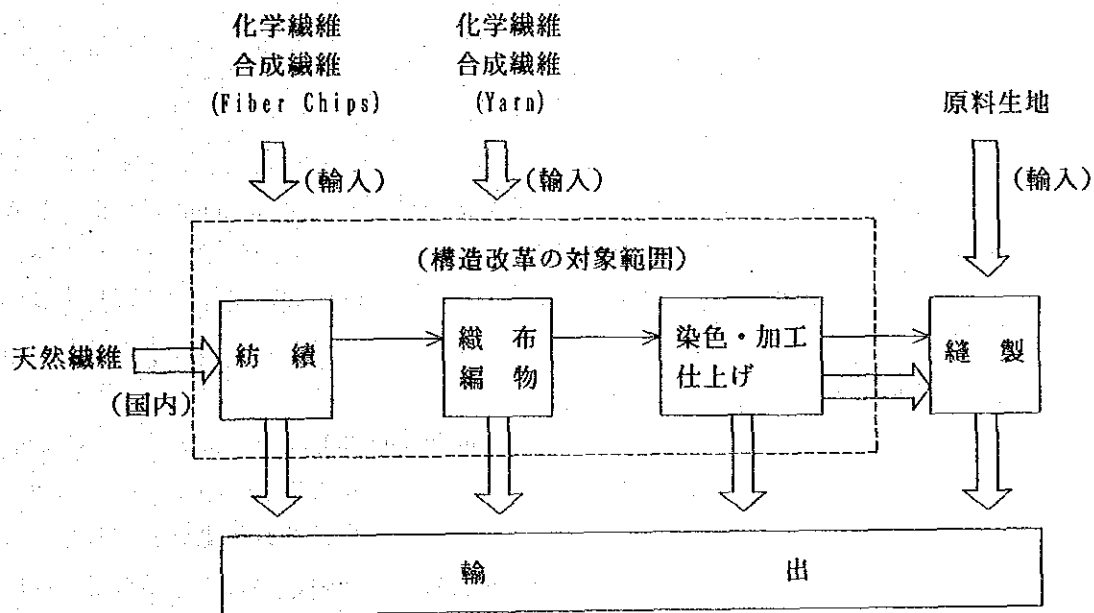 化学繊維
合成繊維
(Fiber Chips)
化学繊維
合成繊維
(Yarn)
原料生地
(輸入)
(輸入)
(輸入)
(構造改革の対象範囲)
天然繊維
(国内)
紡績
織布
編物
染色・加工
仕上げ
縫製
輸出